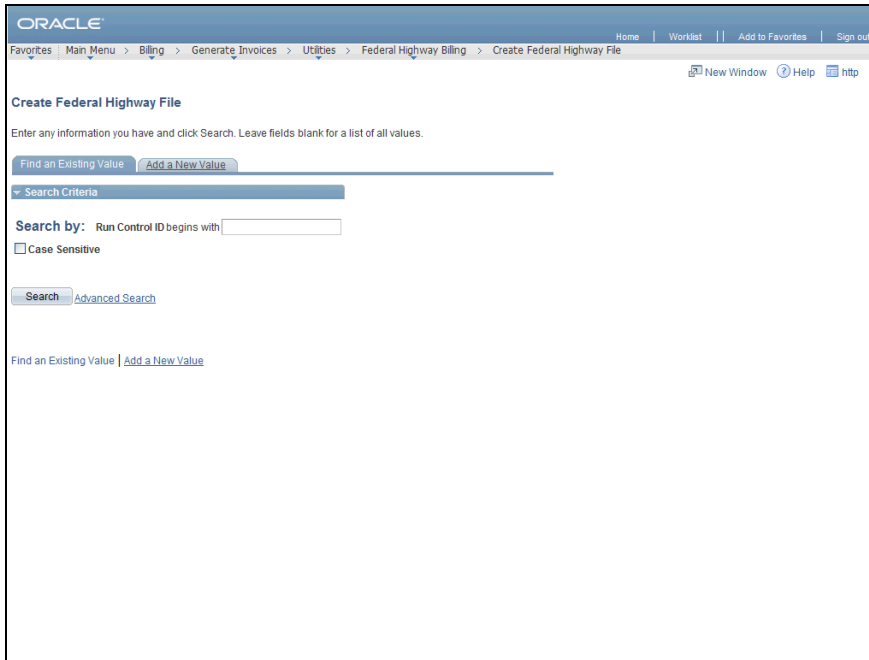 ORACLE
Home | Worklist || Add to Favorites | Sign out
Favorites | Main Menu > Billing > Generate Invoices > Utilities > Federal Highway Billing > Create Federal Highway File
New Window Help http
Create Federal Highway File
Enter any information you have and click Search. Leave fields blank for a list of all values.
Find an Existing Value Add a New Value
Search Criteria
Search by: Run Control ID begins with
Case Sensitive
Search Advanced Search
Find an Existing Value | Add a New Value